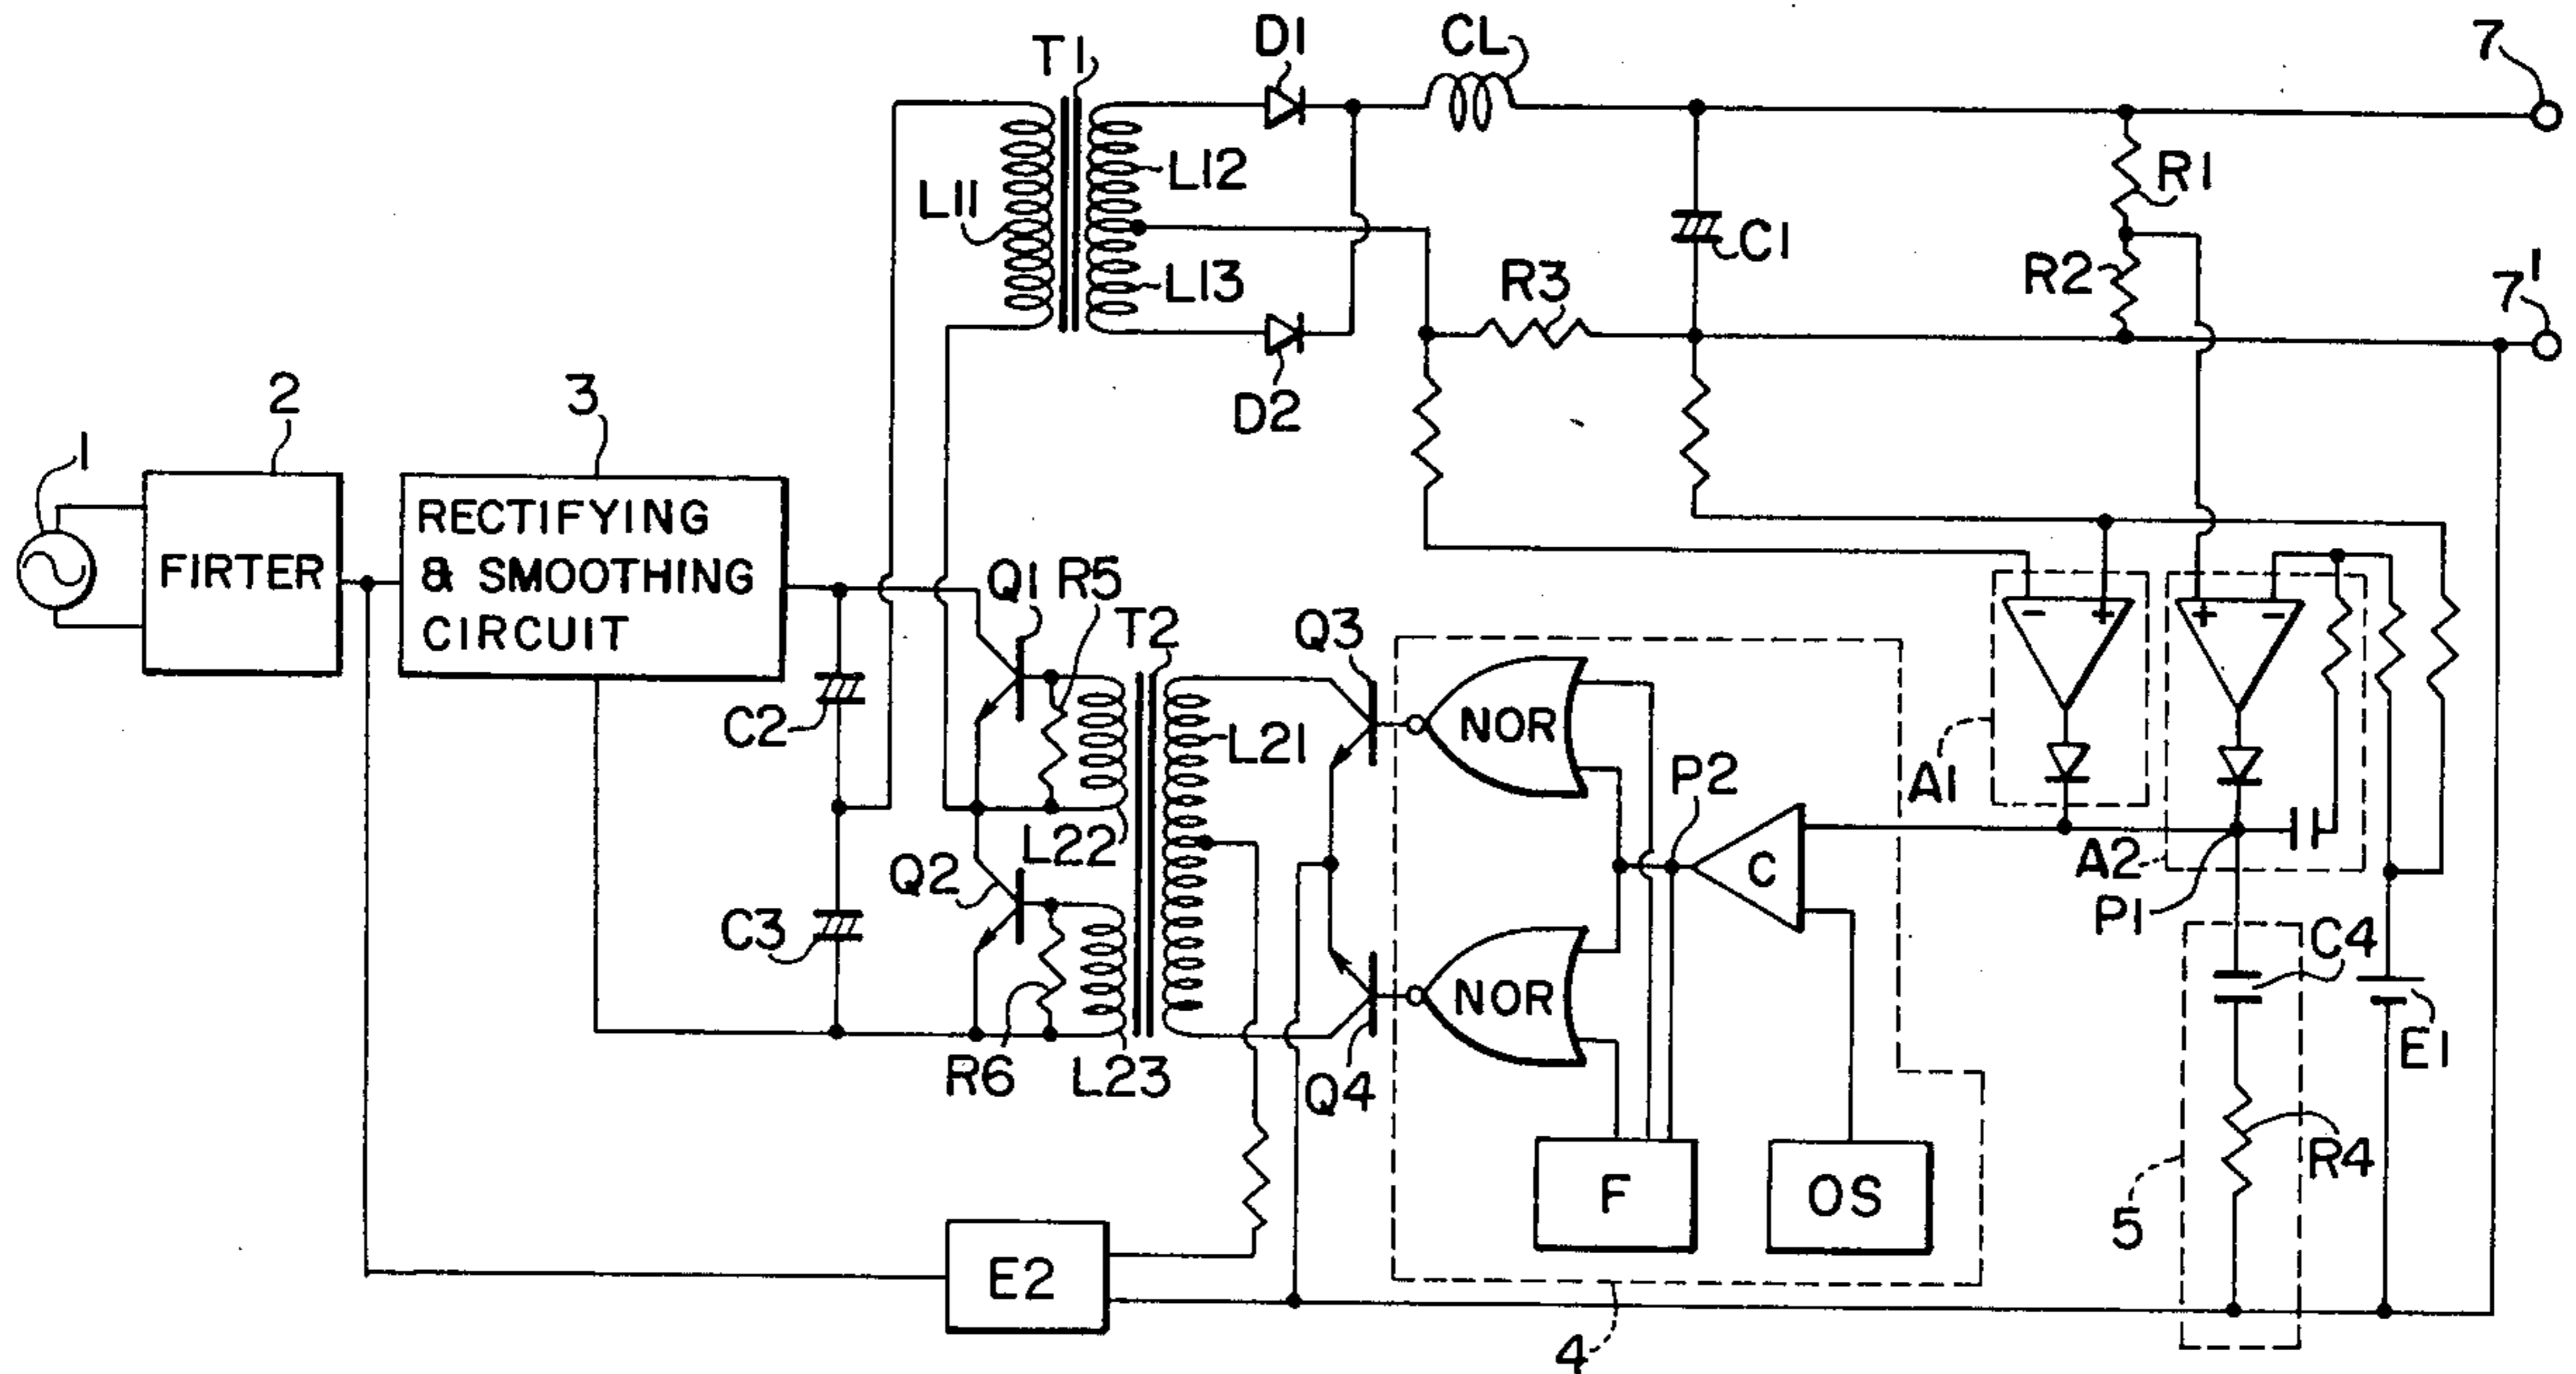 T1
D1
CL
7
L12
L11
R1
C1
L13
R3
R2
7'
2
3
D2
1
FIRTER
RECTIFYING
& SMOOTHING
CIRCUIT
Q1
R5
T2
Q3
- +
+ -
NOR
L21
C2
P2
A1
L22
Q2
C
A2
P1
C3
C4
NOR
E1
R6
L23
Q4
R4
F
OS
5
E2
4